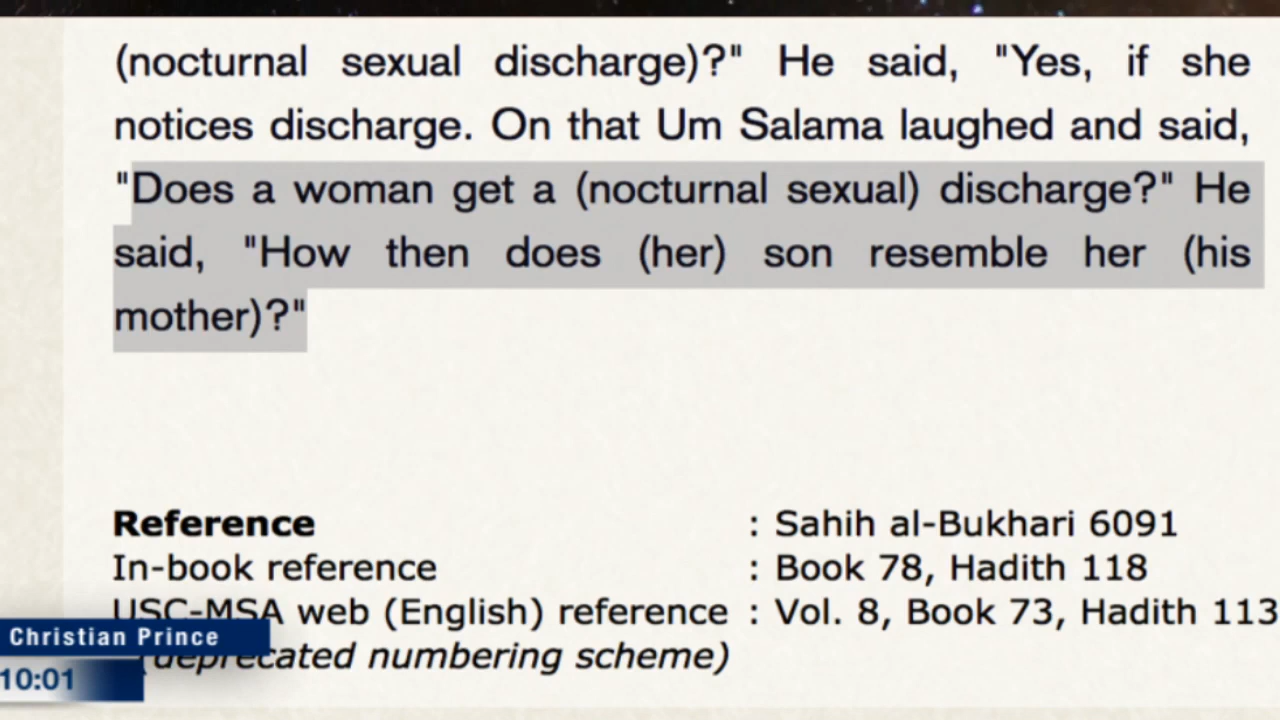 (nocturnal sexual discharge)?" He said, "Yes, if she
notices discharge. On that Um Salama laughed and said,
"Does a woman get a (nocturnal sexual) discharge?" He
said, "How then does (her) son resemble her (his
mother)?"
Reference : Sahih al-Bukhari 6091
In-book reference : Book 78, Hadith 118
USC-MSA web (English) reference : Vol. 8, Book 73, Hadith 113
(deprecated numbering scheme)
Christian Prince
10:01